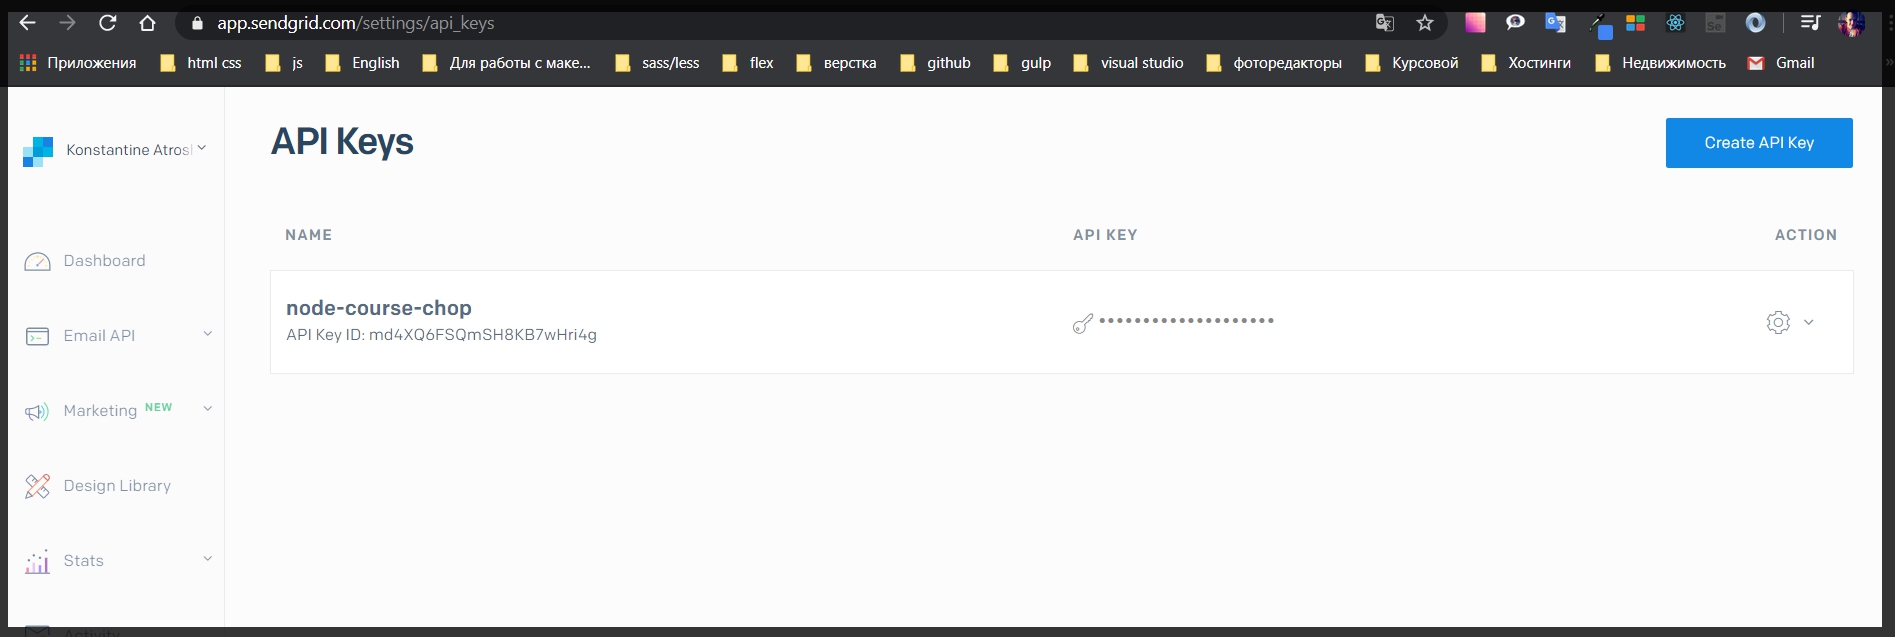 app.sendgrid.com/settings/api_keys
Приложения html css js English Для работы с маке... sass/less flex верстка github gulp visual studio фоторедакторы Курсовой Хостинги Недвижимость Gmail
Konstantine Atros
API Keys
Create API Key
NAME API KEY ACTION
node-course-chop
API Key ID: md4XQ6FSQmSH8KB7wHri4g
••••••••••••••••••••
Dashboard
Email API
Marketing NEW
Design Library
Stats
Activity